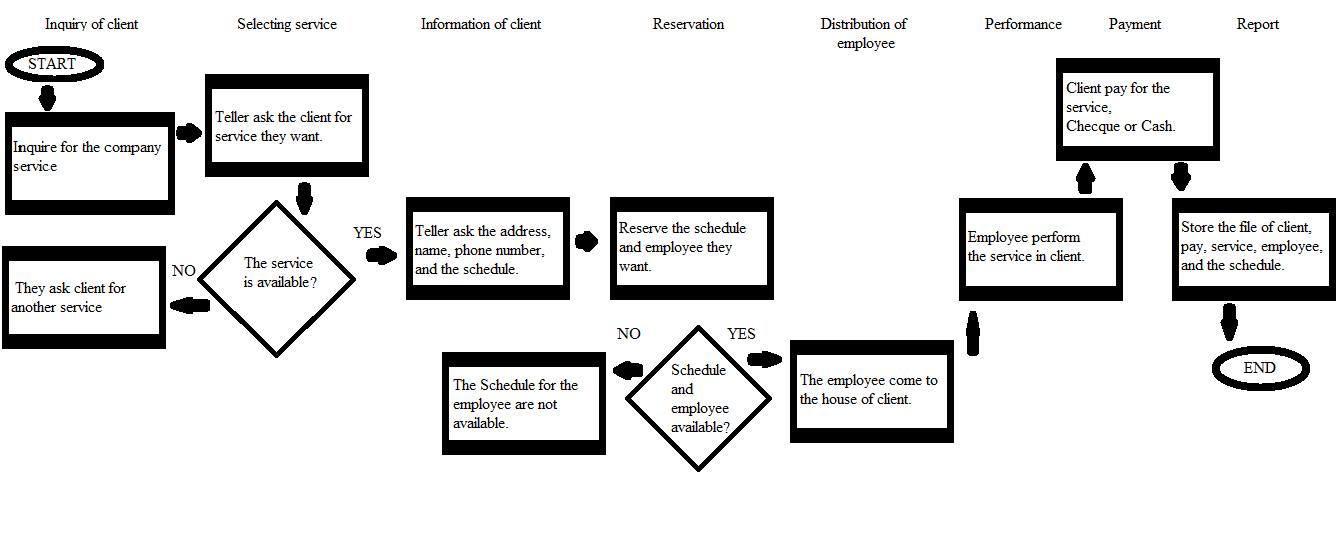 Inquiry of client
Selecting service
Information of client
Reservation
Distribution of
employee
Performance
Payment
Report
START
Inquire for the company
service
Teller ask the client for
service they want.
The service
is available?
NO
They ask client for
another service
YES
Teller ask the address,
name, phone number,
and the schedule.
Reserve the schedule
and employee they
want.
Schedule
and
employee
available?
NO
The Schedule for the
employee are not
available.
YES
The employee come to
the house of client.
Employee perform
the service in client.
Client pay for the
service,
Checque or Cash.
Store the file of client,
pay, service, employee,
and the schedule.
END